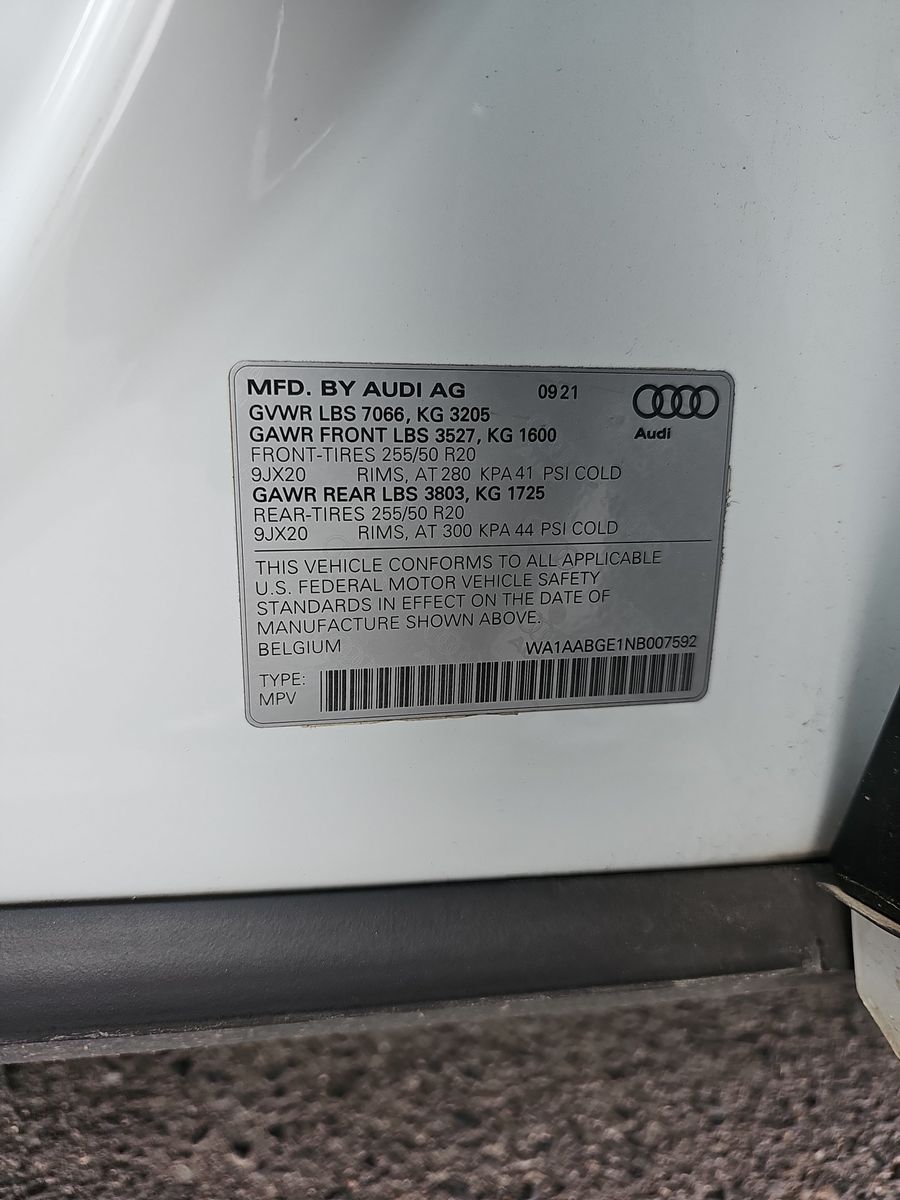 MFD. BY AUDI AG 09 21
GVWR LBS 7066, KG 3205
GAWR FRONT LBS 3527, KG 1600
Audi
FRONT-TIRES 255/50 R20
9JX20 RIMS, AT 280 KPA 41 PSI COLD
GAWR REAR LBS 3803, KG 1725
REAR-TIRES 255/50 R20
9JX20 RIMS, AT 300 KPA 44 PSI COLD
THIS VEHICLE CONFORMS TO ALL APPLICABLE
U.S. FEDERAL MOTOR VEHICLE SAFETY
STANDARDS IN EFFECT ON THE DATE OF
MANUFACTURE SHOWN ABOVE.
BELGIUM WA1AABGE1NB007592
TYPE:
MPV